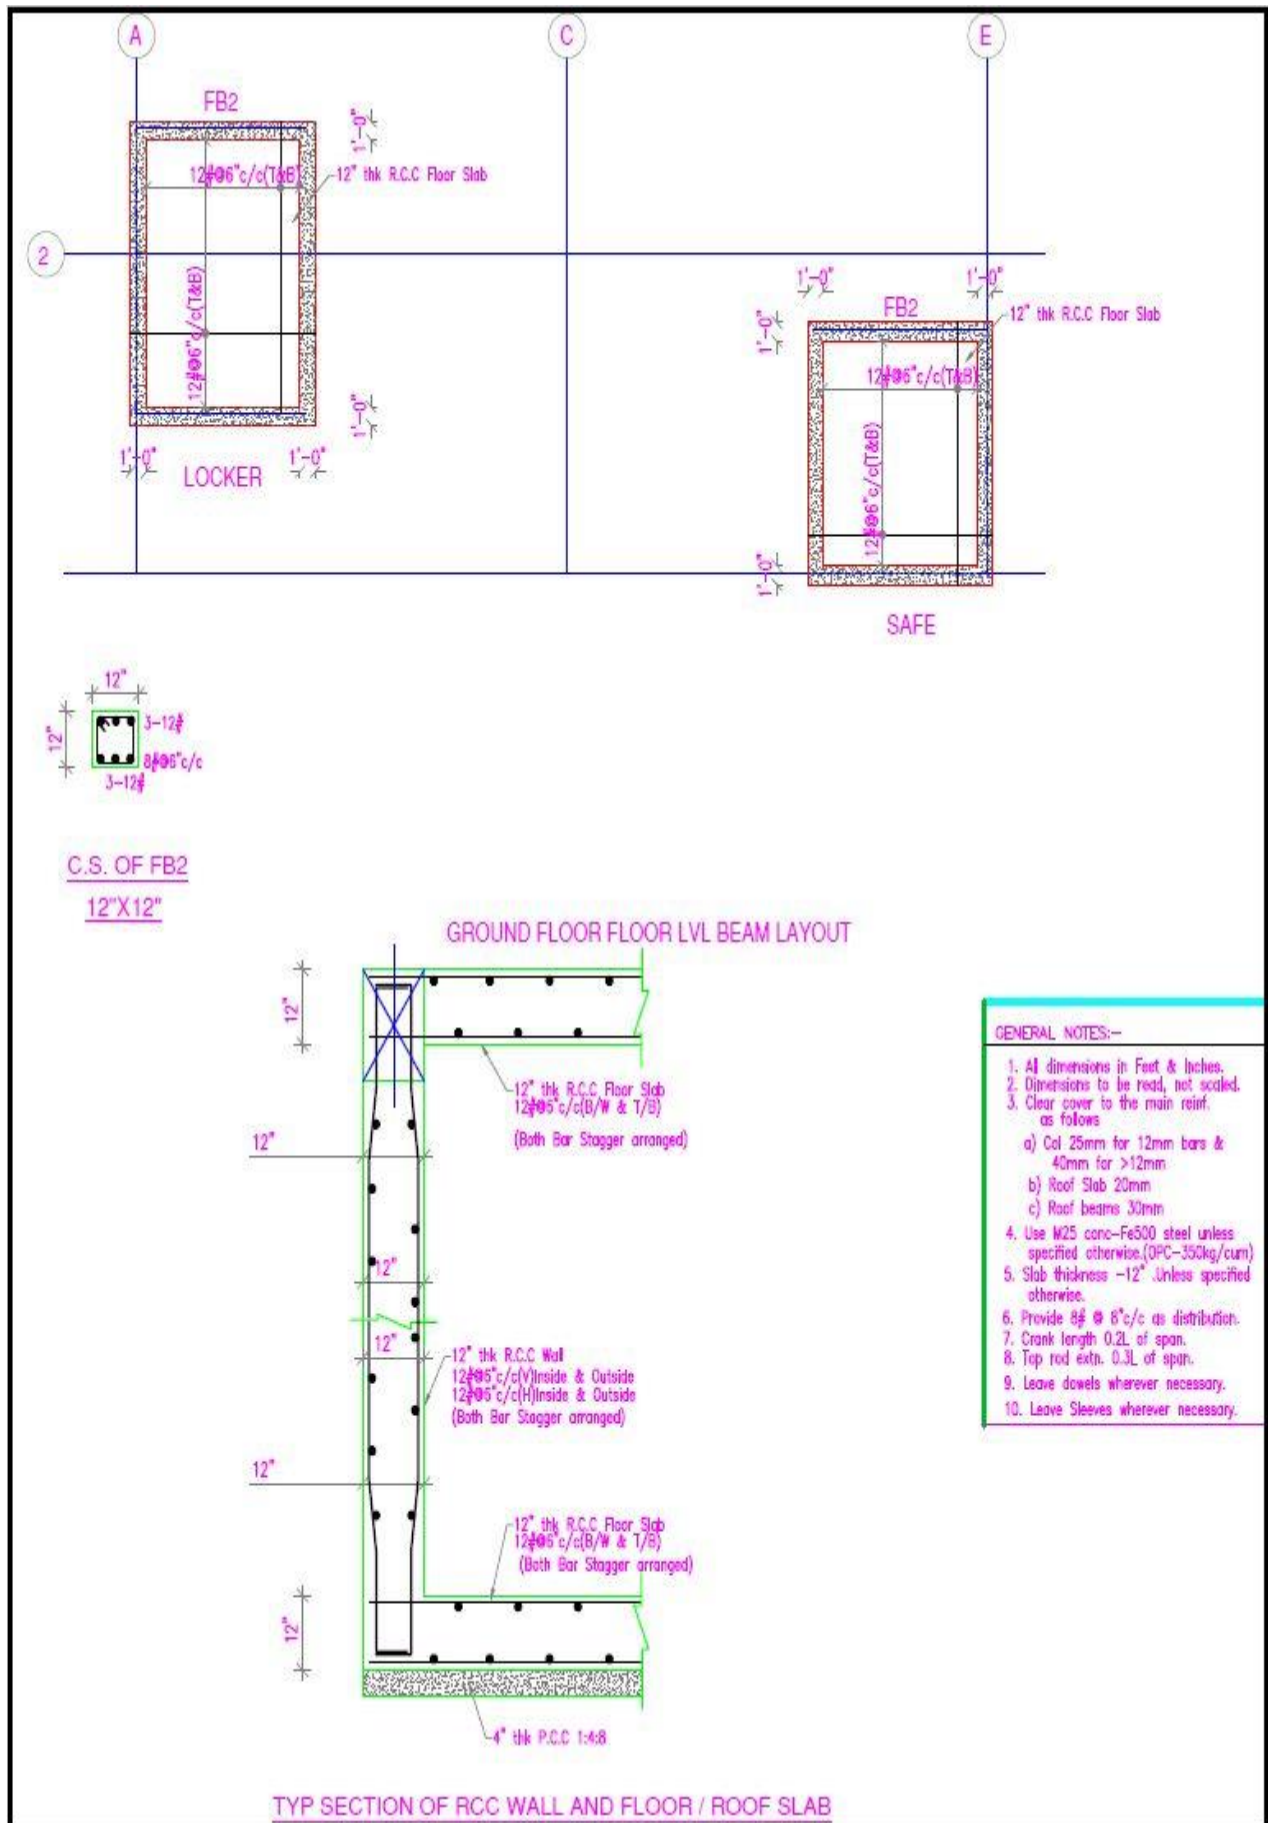 A
C
E
FB2
1'-0"
12#@6"c/c(T&B)
12" thk R.C.C Floor Slab
2
12#@6"c/c(T&B)
1'-0"
1'-0"
1'-0"
LOCKER
1'-0"
1'-0"
FB2
12" thk R.C.C Floor Slab
1'-0"
12#@6"c/c(T&B)
12#@6"c/c(T&B)
1'-0"
SAFE
12"
12"
3-12#
8#@6"c/c
3-12#
C.S. OF FB2
12"X12"
GROUND FLOOR FLOOR LVL BEAM LAYOUT
12"
12" thk R.C.C Floor Slab
12#@6"c/c(B/W & T/B)
(Both Bar Stagger arranged)
12"
12"
12"
12" thk R.C.C Wall
12#@6"c/c(V)Inside & Outside
12#@6"c/c(H)Inside & Outside
(Both Bar Stagger arranged)
12"
12" thk R.C.C Floor Slab
12#@6"c/c(B/W & T/B)
(Both Bar Stagger arranged)
12"
4" thk P.C.C 1:4:8
TYP SECTION OF RCC WALL AND FLOOR / ROOF SLAB
GENERAL NOTES:-
1. All dimensions in Feet & Inches.
2. Dimensions to be read, not scaled.
3. Clear cover to the main reinf.
as follows
a) Col 25mm for 12mm bars &
40mm for >12mm
b) Roof Slab 20mm
c) Roof beams 30mm
4. Use M25 conc-Fe500 steel unless
specified otherwise.(OPC-350kg/cum)
5. Slab thickness -12" .Unless specified
otherwise.
6. Provide 8# @ 8"c/c as distribution.
7. Crank length 0.2L of span.
8. Top rod extn. 0.3L of span.
9. Leave dowels wherever necessary.
10. Leave Sleeves wherever necessary.